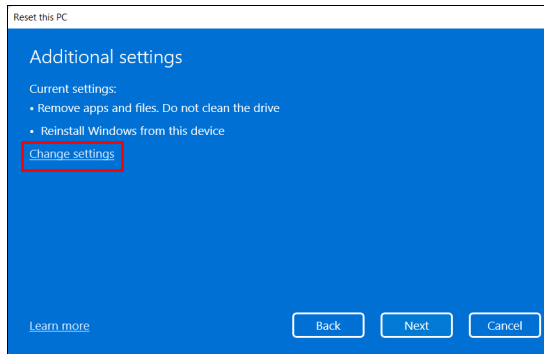 Reset this PC
Additional settings
Current settings:
• Remove apps and files. Do not clean the drive
• Reinstall Windows from this device
Change settings
Learn more
Back
Next
Cancel